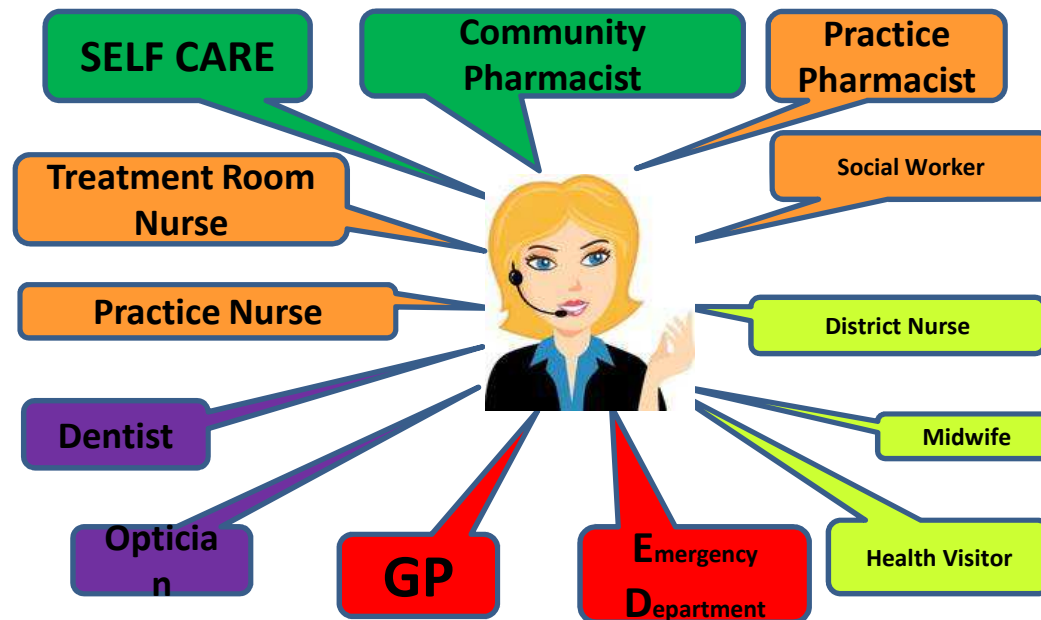 SELF CARE
Community
Pharmacist
Practice
Pharmacist
Treatment Room
Nurse
Social Worker
Practice Nurse
District Nurse
Dentist
Midwife
Opticia
n
GP
Emergency
Department
Health Visitor